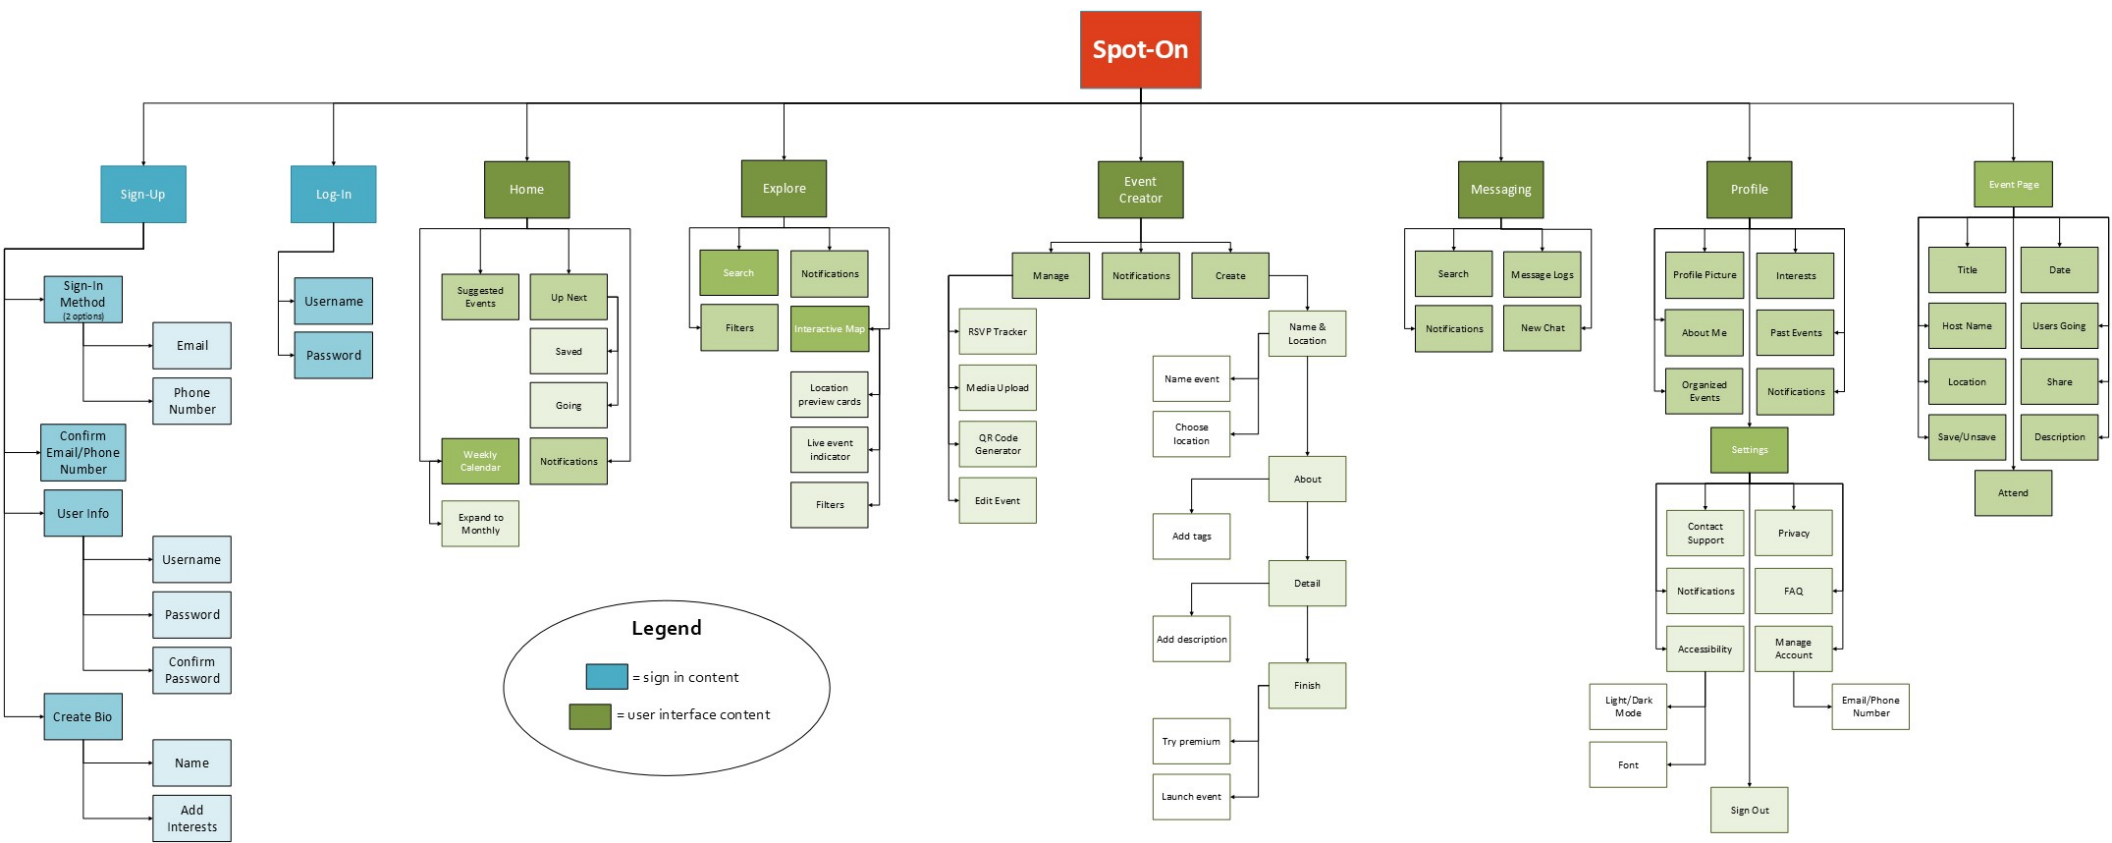 Spot-On
Sign-Up
Log-In
Home
Explore
Event
Creator
Messaging
Profile
Event Page
Sign-In
Method
(2 options)
Email
Phone
Number
Confirm
Email/Phone
Number
User Info
Username
Password
Confirm
Password
Create Bio
Name
Add
Interests
Username
Password
Suggested
Events
Up Next
Saved
Going
Weekly
Calendar
Notifications
Expand to
Monthly
Search
Notifications
Filters
Interactive Map
Location
preview cards
Live event
indicator
Filters
Manage
Notifications
Create
RSVP Tracker
Media Upload
QR Code
Generator
Edit Event
Name &
Location
Name event
Choose
location
About
Add tags
Detail
Add description
Finish
Try premium
Launch event
Search
Message Logs
Notifications
New Chat
Profile Picture
Interests
About Me
Past Events
Organized
Events
Notifications
Settings
Contact
Support
Privacy
Notifications
FAQ
Accessibility
Manage
Account
Light/Dark
Mode
Email/Phone
Number
Font
Sign Out
Title
Date
Host Name
Users Going
Location
Share
Save/Unsave
Description
Attend
Legend
= sign in content
= user interface content